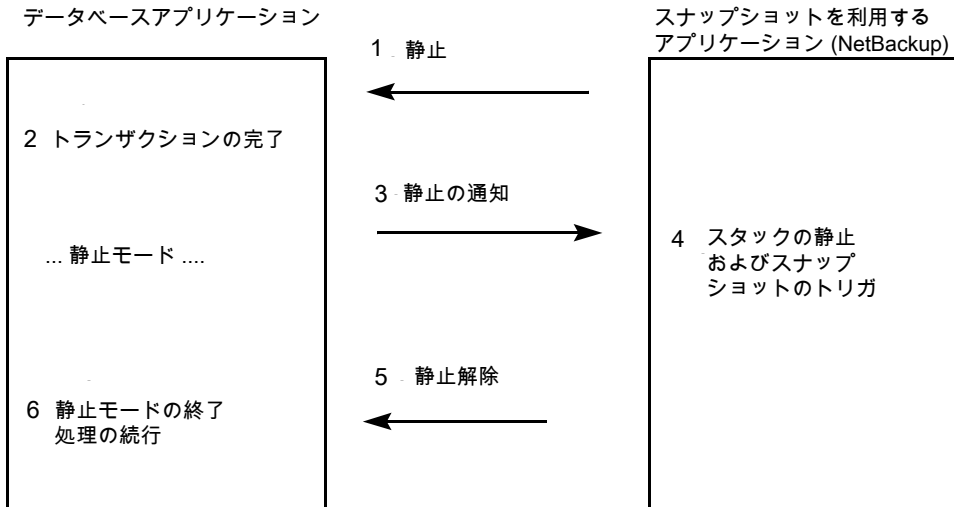 データベースアプリケーション
スナップショットを利用する
アプリケーション (NetBackup)
1 静止
2 トランザクションの完了
3 静止の通知
... 静止モード ....
4 スタックの静止
およびスナップ
ショットのトリガ
5 静止解除
6 静止モードの終了
処理の続行